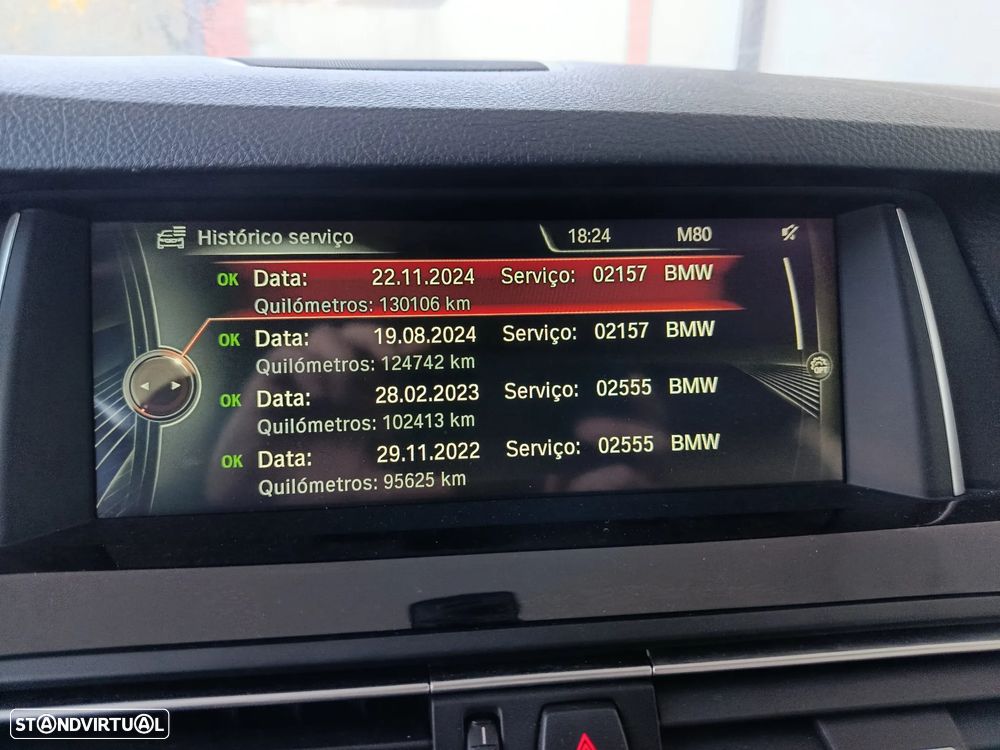 Histórico serviço 18:24 M80
OK Data: 22.11.2024 Serviço: 02157 BMW
Quilómetros: 130106 km
OK Data: 19.08.2024 Serviço: 02157 BMW
Quilómetros: 124742 km
OK Data: 28.02.2023 Serviço: 02555 BMW
Quilómetros: 102413 km
OK Data: 29.11.2022 Serviço: 02555 BMW
Quilómetros: 95625 km
OFF
STANDVIRTUAL